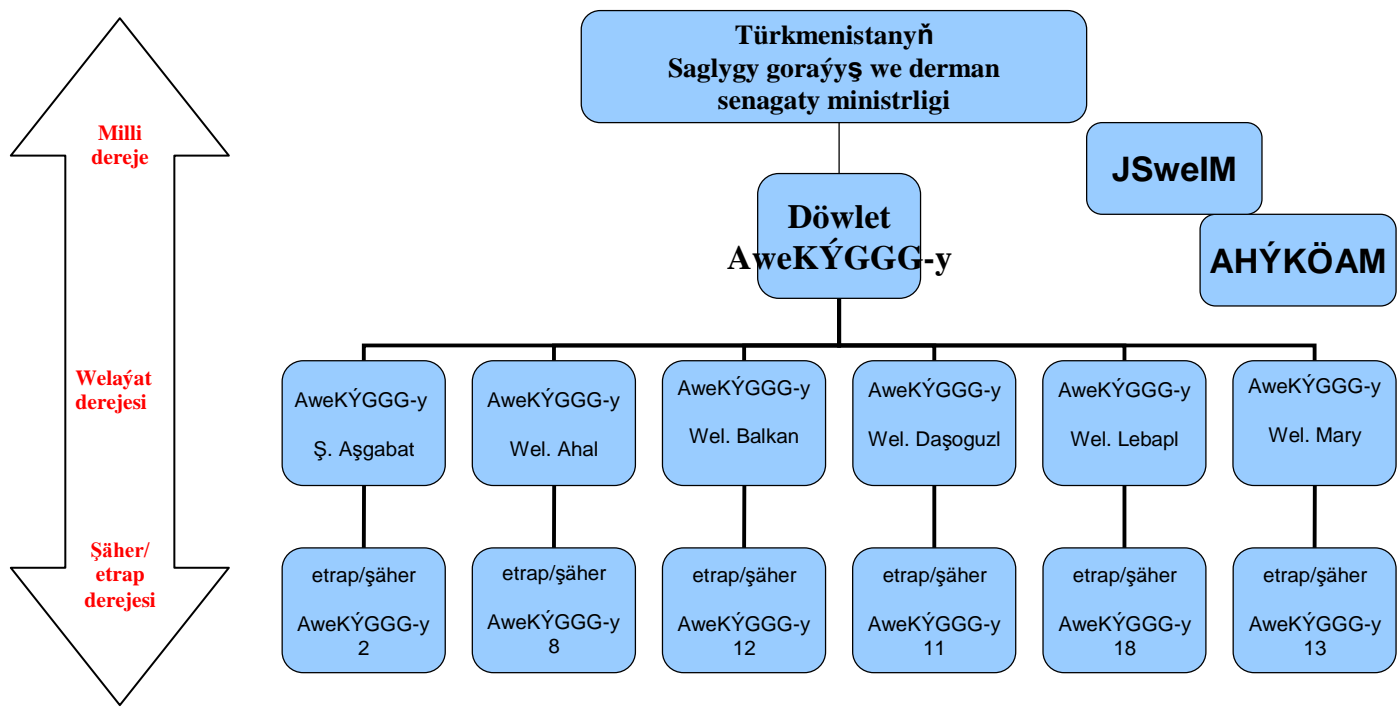 Türkmenistanyň
Saglygy goraýyş we derman
senagaty ministrligi
Milli
dereje
JSweIM
Döwlet
AweKÝGGG-y
AHÝKÖAM
Welaýat
derejesi
AweKÝGGG-y
Ş. Aşgabat
AweKÝGGG-y
Wel. Ahal
AweKÝGGG-y
Wel. Balkan
AweKÝGGG-y
Wel. Daşoguzl
AweKÝGGG-y
Wel. Lebapl
AweKÝGGG-y
Wel. Mary
Şäher/
etrap
derejesi
etrap/şäher
AweKÝGGG-y
2
etrap/şäher
AweKÝGGG-y
8
etrap/şäher
AweKÝGGG-y
12
etrap/şäher
AweKÝGGG-y
11
etrap/şäher
AweKÝGGG-y
18
etrap/şäher
AweKÝGGG-y
13